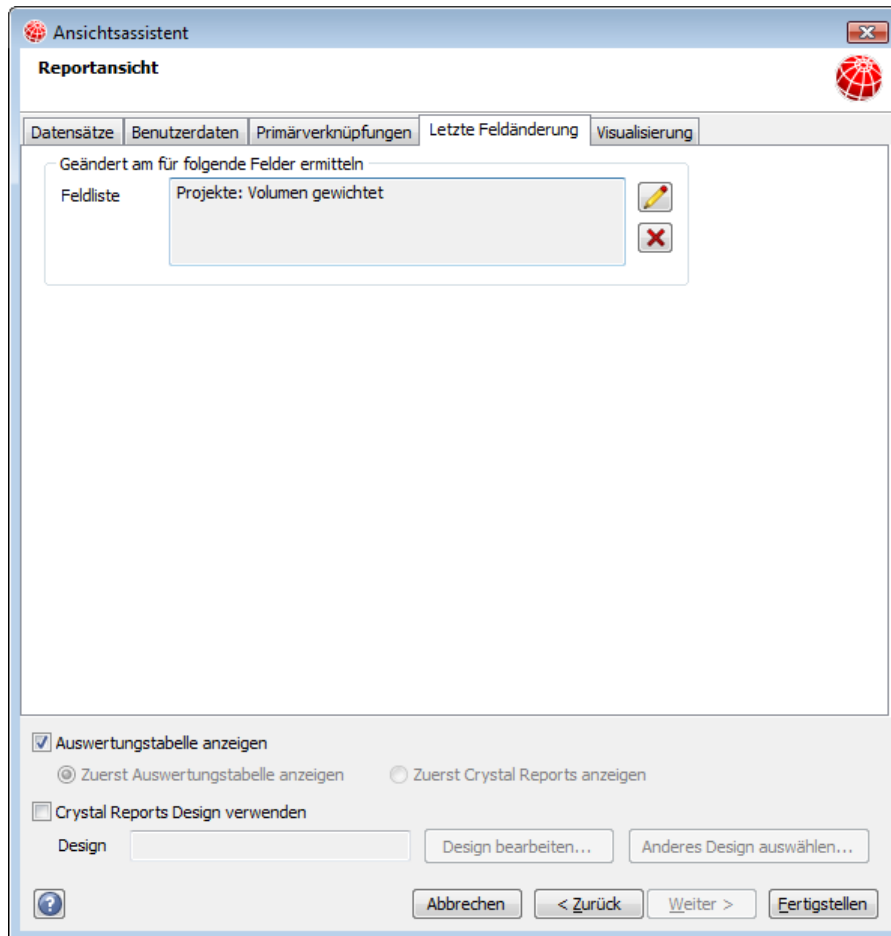 Ansichtsassistent
Reportansicht
Datensätze Benutzerdaten Primärverknüpfungen Letzte Feldänderung Visualisierung
Geändert am für folgende Felder ermitteln
Feldliste Projekte: Volumen gewichtet
Auswertungstabelle anzeigen
Zuerst Auswertungstabelle anzeigen Zuerst Crystal Reports anzeigen
Crystal Reports Design verwenden
Design Design bearbeiten... Anderes Design auswählen...
? Abbrechen < Zurück Weiter > Fertigstellen